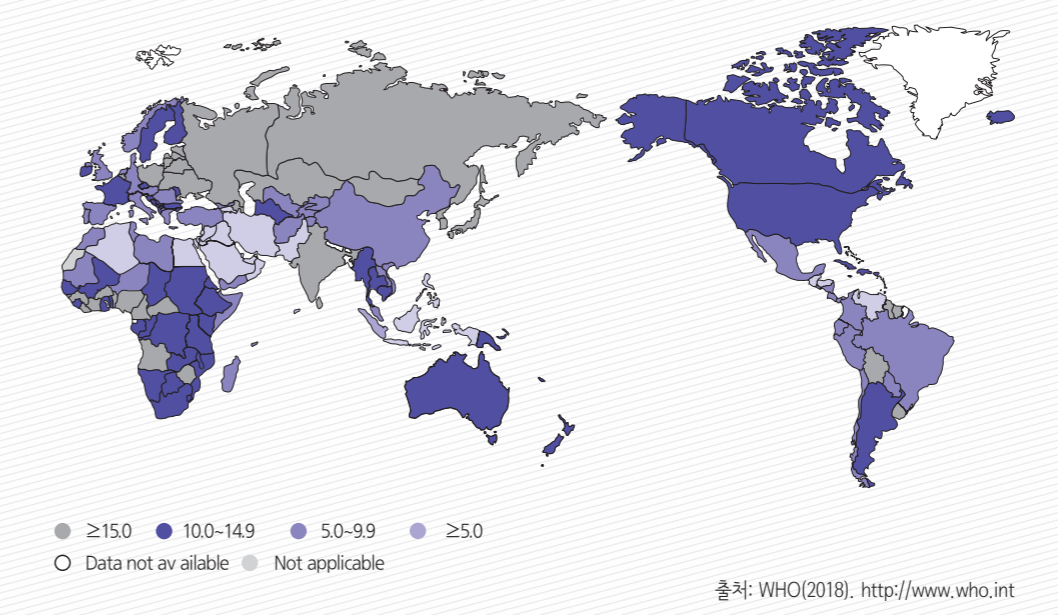 ≥15.0 10.0~14.9 5.0~9.9 ≥5.0
Data not av ailable Not applicable
출처: WHO(2018). http://www.who.int